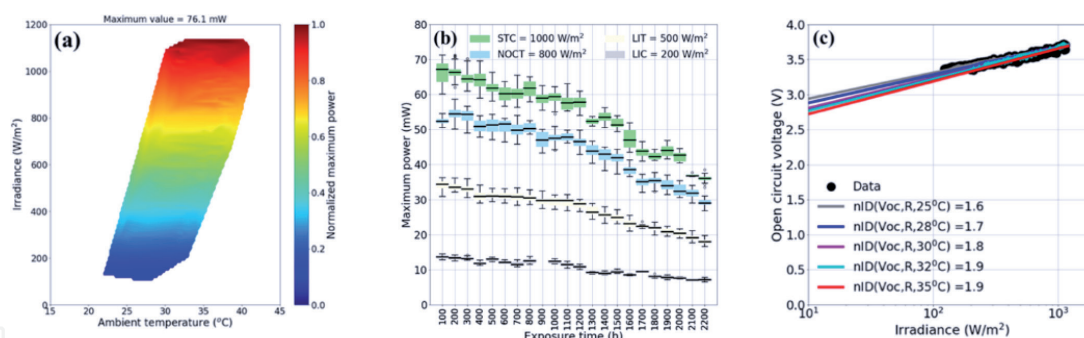 Maximum value = 76.1 mW
(a)
1200
1000
800
600
400
200
0
Irradiance (W/m²)
15 20 25 30 35 40 45
Ambient temperature (°C)
1.0
0.8
0.6
0.4
0.2
0.0
Normalized maximum power
(b)
STC = 1000 W/m² LIT = 500 W/m²
NOCT = 800 W/m² LIC = 200 W/m²
80
70
60
50
40
30
20
10
0
Maximum power (mW)
100 200 300 400 500 600 700 800 900 1000 1100 1200 1300 1400 1500 1600 1700 1800 1900 2000 2100 2200
Exposure time (h)
(c)
4.0
3.5
3.0
2.5
2.0
1.5
1.0
0.5
0.0
Open circuit voltage (V)
Data
nID(Voc,R,25⁰C) =1.6
nID(Voc,R,28⁰C) =1.7
nID(Voc,R,30⁰C) =1.8
nID(Voc,R,32⁰C) =1.9
nID(Voc,R,35⁰C) =1.9
10¹ 10² 10³
Irradiance (W/m²)